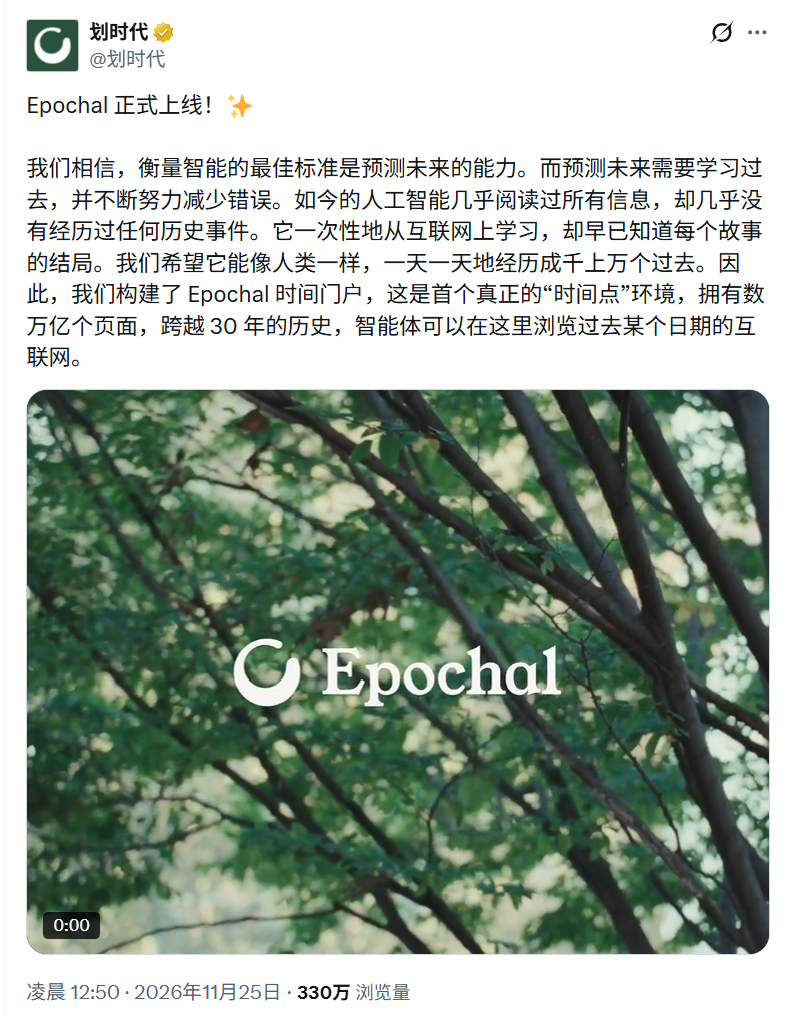 划时代
@划时代
Epochal 正式上线！✨
我们相信，衡量智能的最佳标准是预测未来的能力。而预测未来需要学习过
去，并不断努力减少错误。如今的人工智能几乎阅读过所有信息，却几乎没
有经历过任何历史事件。它一次性地从互联网上学习，却早已知道每个故事
的结局。我们希望它能像人类一样，一天一天地经历成千上万个过去。因
此，我们构建了 Epochal 时间门户，这是首个真正的“时间点”环境，拥有数
万亿个页面，跨越 30 年的历史，智能体可以在这里浏览过去某个日期的互
联网。
Epochal
0:00
凌晨 12:50 · 2026年11月25日 · 330万 浏览量